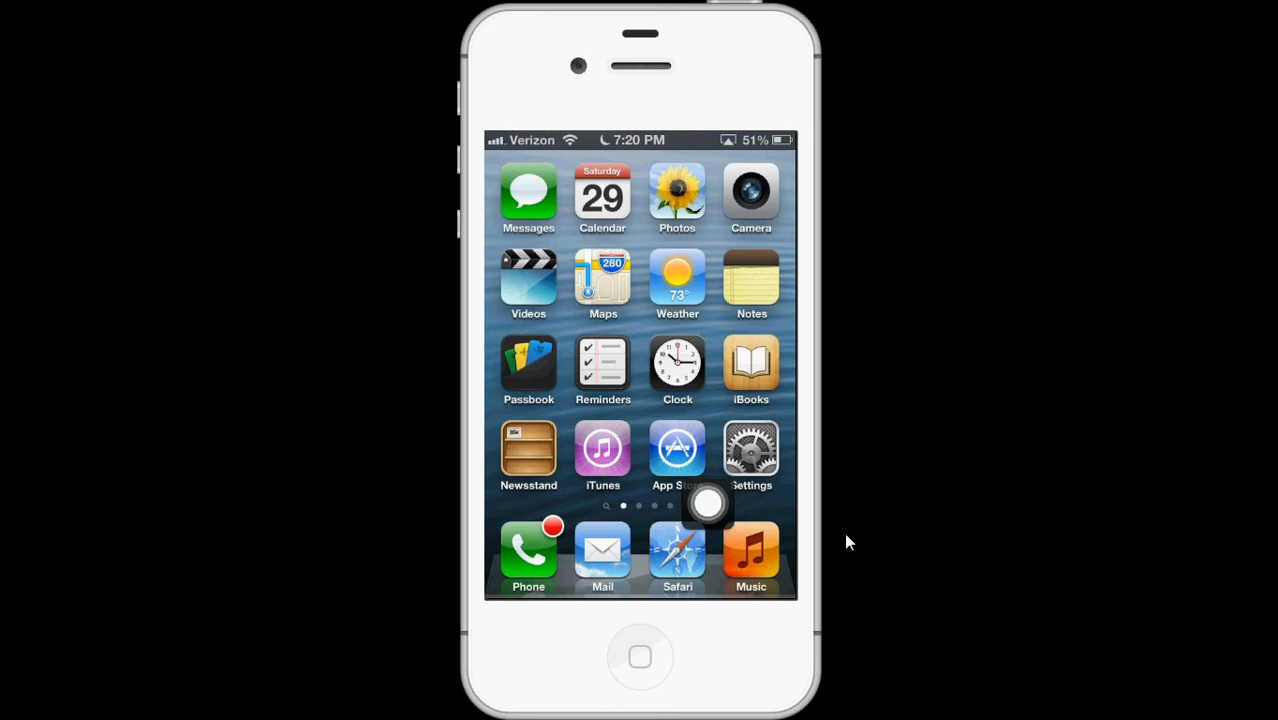 Verizon 7:20 PM 51%
Saturday
29
280
73°
Messages Calendar Photos Camera
Videos Maps Weather Notes
Passbook Reminders Clock iBooks
Newsstand iTunes App Settings
Phone Mail Safari Music